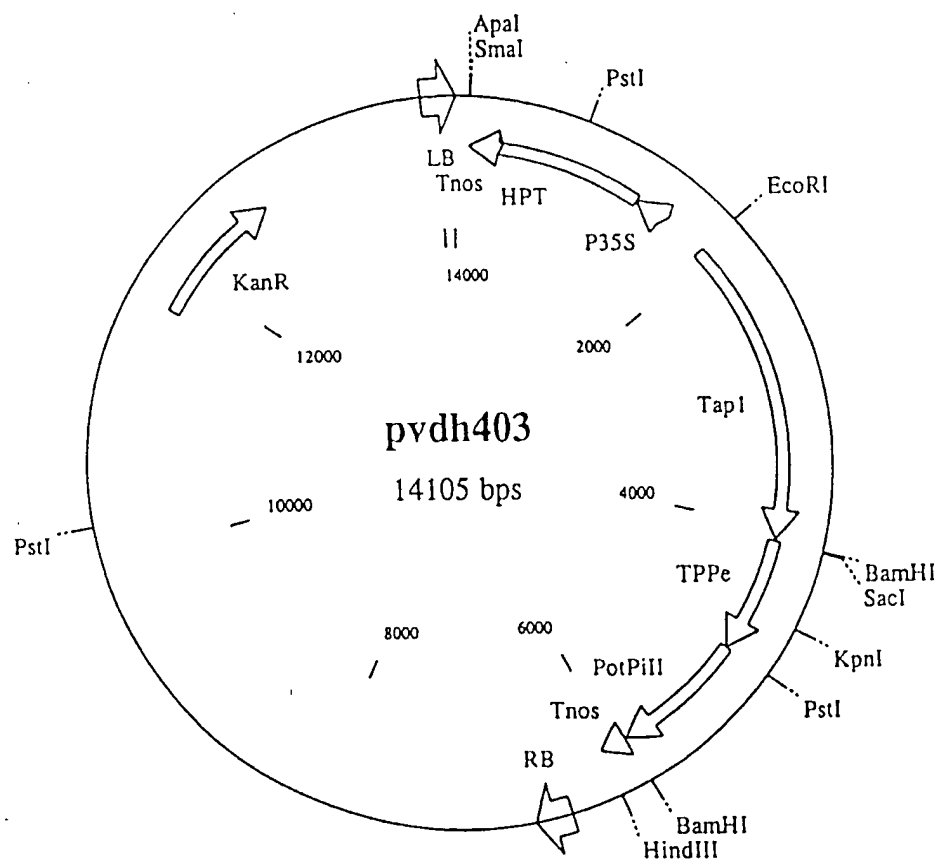 ApaI
SmaI
PstI
EcoRI
LB
Tnos
HPT
P35S
KanR
14000
12000
2000
Tap1
pvdh403
14105 bps
10000
4000
PstI
TPPe
BamHI
SacI
8000
6000
KpnI
PotPiII
PstI
Tnos
RB
BamHI
HindIII